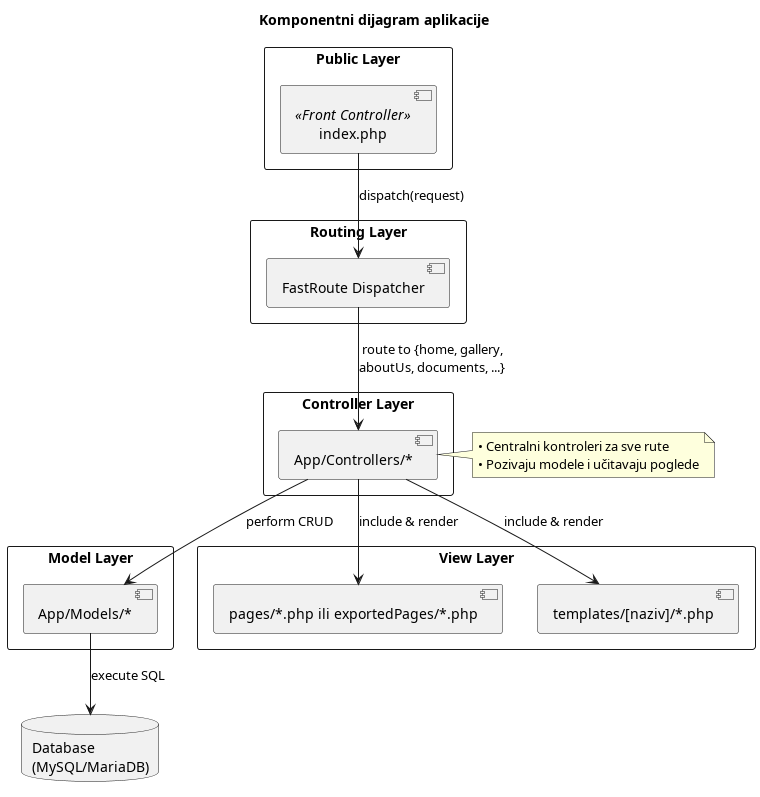 Komponentni dijagram aplikacije
Public Layer
«Front Controller»
index.php
dispatch(request)
Routing Layer
FastRoute Dispatcher
route to {home, gallery,
aboutUs, documents, ...}
Controller Layer
App/Controllers/*
• Centralni kontroleri za sve rute
• Pozivaju modele i učitavaju poglede
perform CRUD
include & render
include & render
Model Layer
App/Models/*
View Layer
pages/*.php ili exportedPages/*.php
templates/[naziv]/*.php
execute SQL
Database
(MySQL/MariaDB)